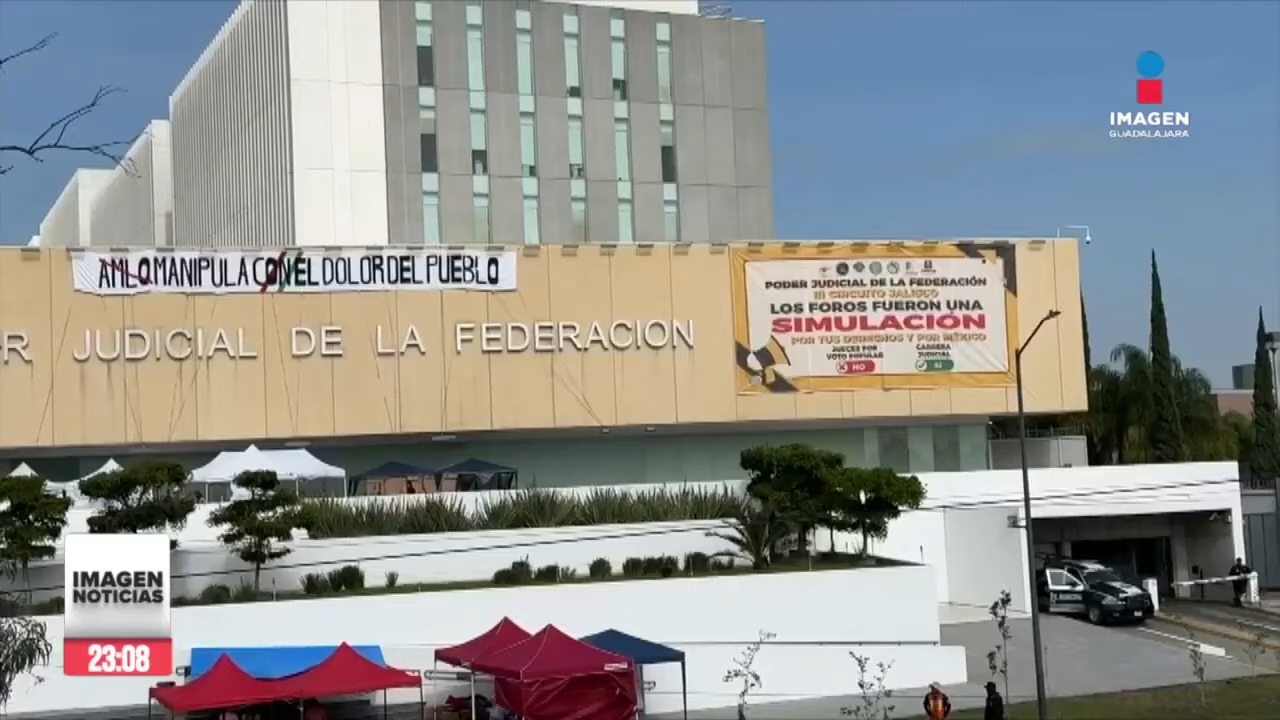 IMAGEN
GUADALAJARA
AMLO MANIPULA CON EL DOLOR DEL PUEBLO
R JUDICIAL DE LA FEDERACION
PODER JUDICIAL DE LA FEDERACIÓN
III CIRCUITO JALISCO
LOS FOROS FUERON UNA
SIMULACIÓN
POR TUS DERECHOS Y POR MÉXICO
JUECES POR
VOTO POPULAR
NO
CARRERA
JUDICIAL
SI
IMAGEN
NOTICIAS
23:08